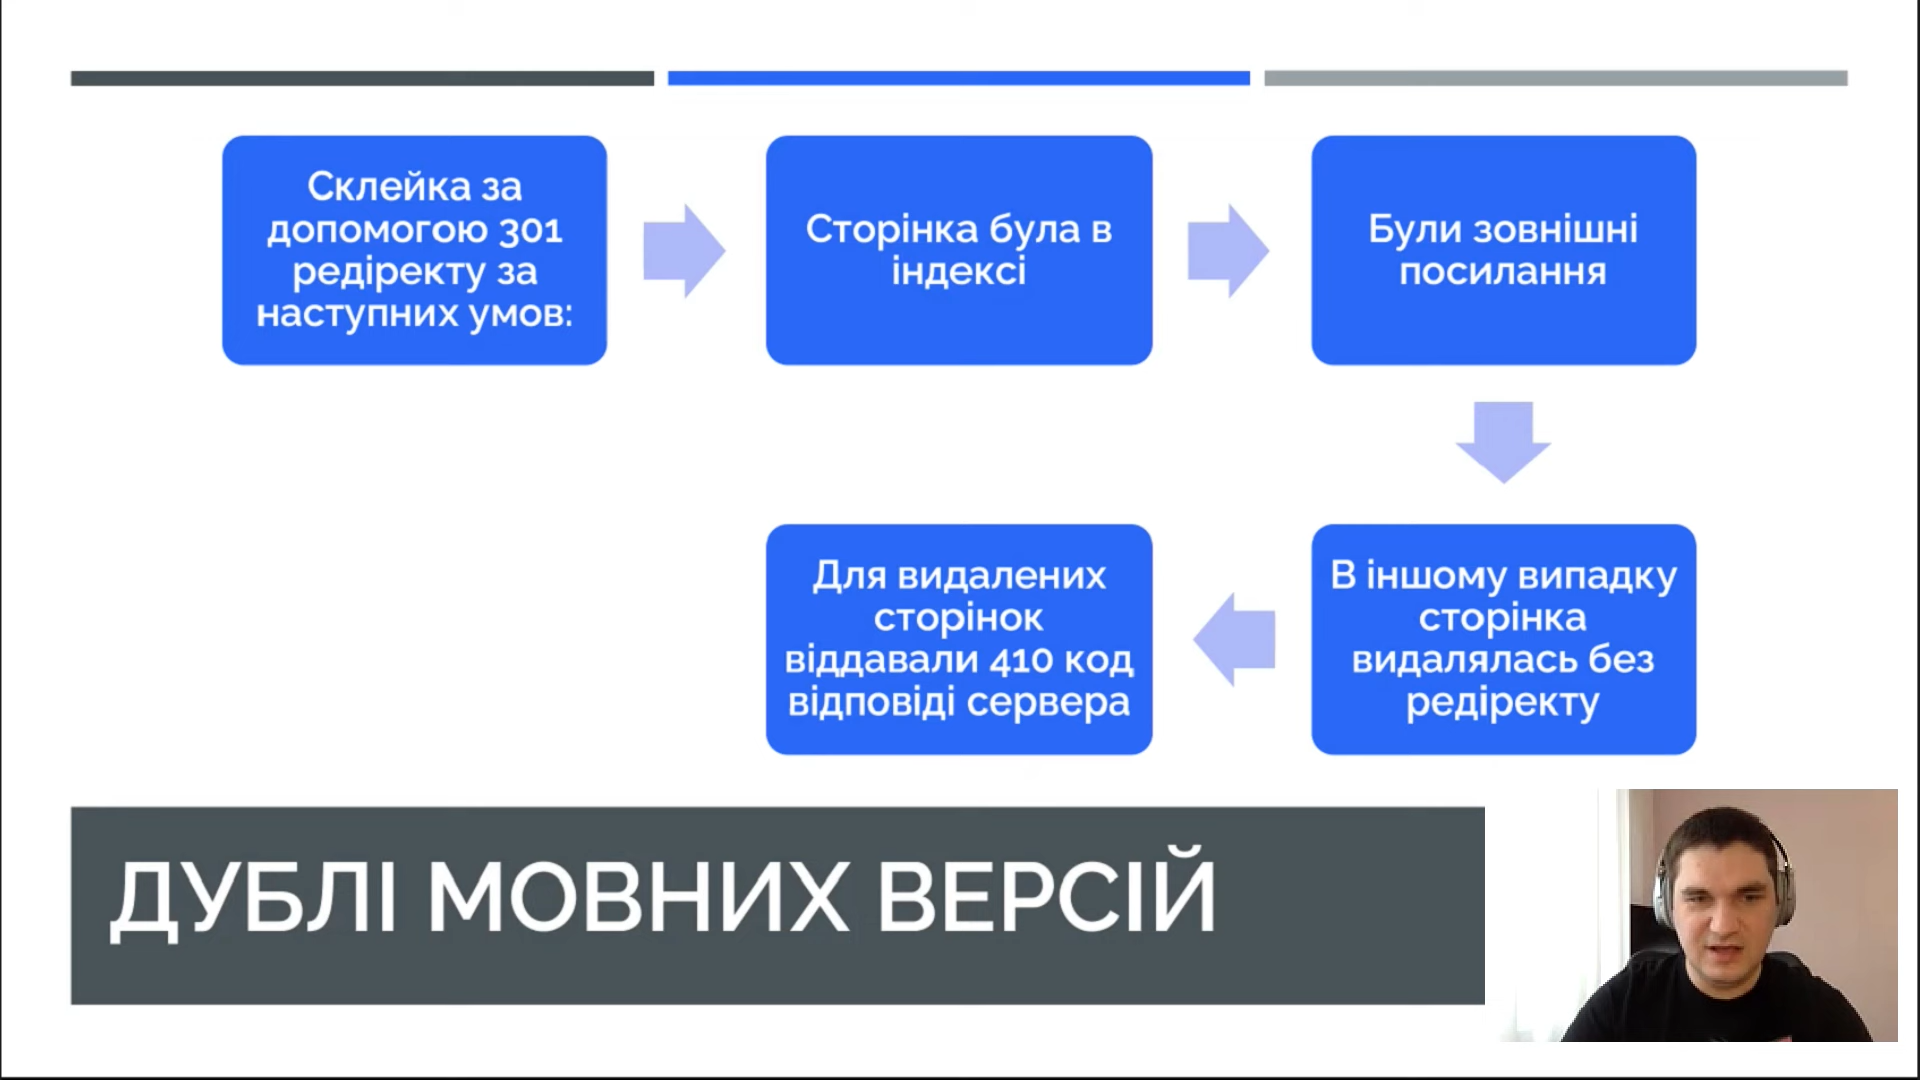 Склейка за
допомогою 301
редіректу за
наступних умов:
Сторінка була в
індексі
Були зовнішні
посилання
В іншому випадку
сторінка
видалялась без
редіректу
Для видалених
сторінок
віддавали 410 код
відповіді сервера
ДУБЛІ МОВНИХ ВЕРСІЙ